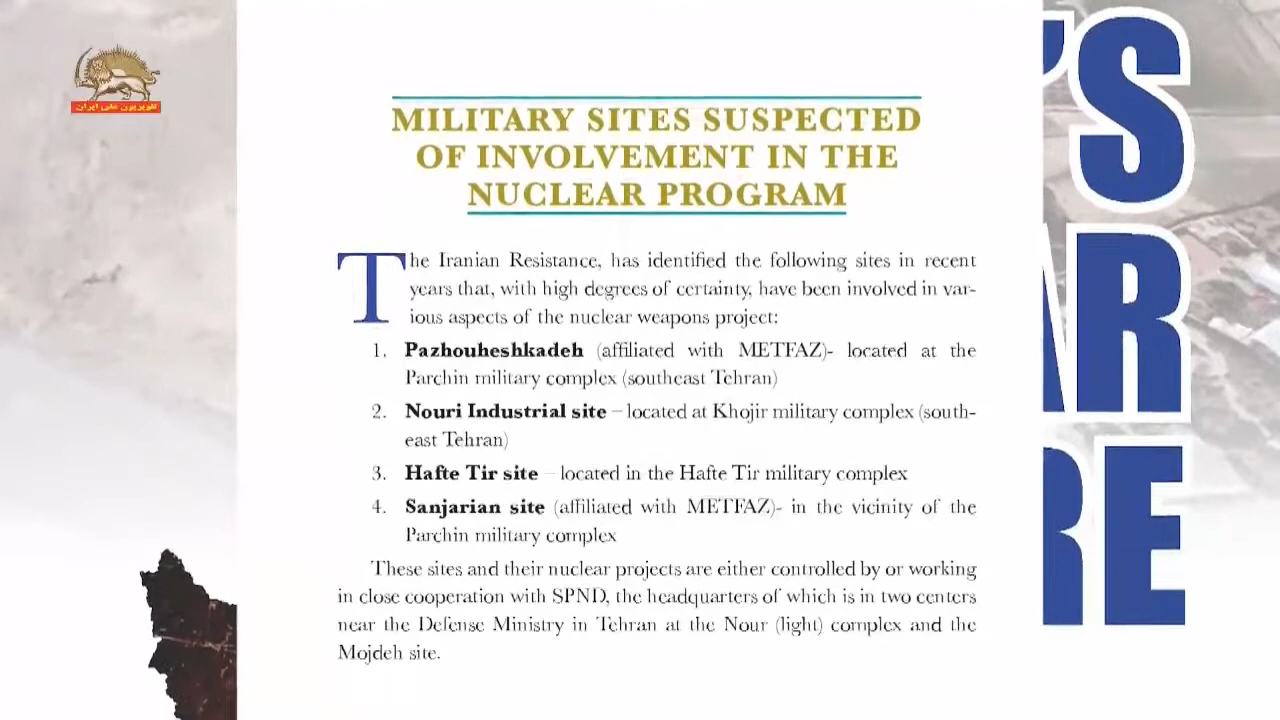 تلویزیون ملی ایران
MILITARY SITES SUSPECTED
OF INVOLVEMENT IN THE
NUCLEAR PROGRAM
The Iranian Resistance, has identified the following sites in recent
years that, with high degrees of certainty, have been involved in var-
ious aspects of the nuclear weapons project:
1. Pazhouheshkadeh (affiliated with METFAZ)- located at the
Parchin military complex (southeast Tehran)
2. Nouri Industrial site – located at Khojir military complex (south-
east Tehran)
3. Hafte Tir site – located in the Hafte Tir military complex
4. Sanjarian site (affiliated with METFAZ)- in the vicinity of the
Parchin military complex
These sites and their nuclear projects are either controlled by or working
in close cooperation with SPND, the headquarters of which is in two centers
near the Defense Ministry in Tehran at the Nour (light) complex and the
Mojdeh site.
'S
AR
RE